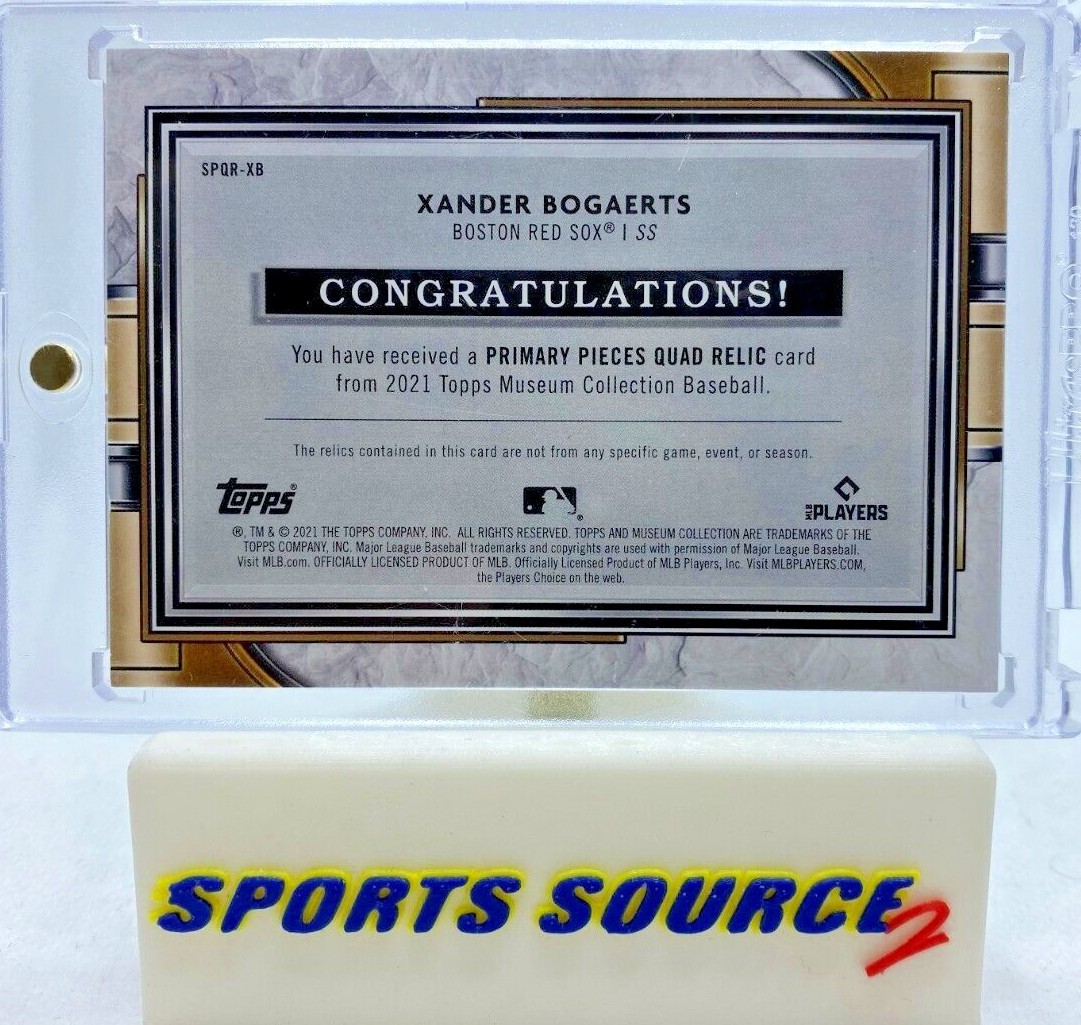 SPQR-XB
XANDER BOGAERTS
BOSTON RED SOX® | SS
CONGRATULATIONS!
You have received a PRIMARY PIECES QUAD RELIC card
from 2021 Topps Museum Collection Baseball.
The relics contained in this card are not from any specific game, event, or season.
topps®
®
MLB PLAYERS
®, TM & © 2021 THE TOPPS COMPANY, INC. ALL RIGHTS RESERVED. TOPPS AND MUSEUM COLLECTION ARE TRADEMARKS OF THE
TOPPS COMPANY, INC. Major League Baseball trademarks and copyrights are used with permission of Major League Baseball.
Visit MLB.com. OFFICIALLY LICENSED PRODUCT OF MLB. Officially Licensed Product of MLB Players, Inc. Visit MLBPLAYERS.COM,
the Players Choice on the web.
SPORTS SOURCE 2